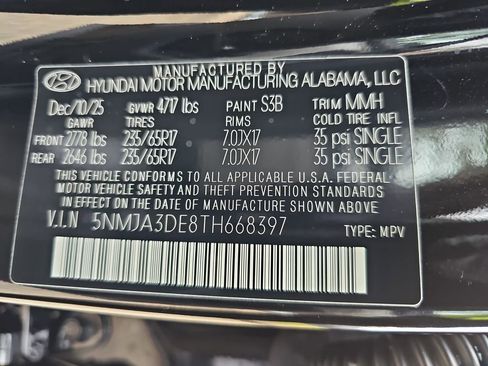 MANUFACTURED BY
HYUNDAI MOTOR MANUFACTURING ALABAMA, LLC
Dec/10/25 GVWR 4717 lbs PAINT S3B TRIM MMH
GAWR TIRES RIMS COLD TIRE INFL
FRONT 2778 lbs 235/65R17 7.0JX17 35 psi SINGLE
REAR 2646 lbs 235/65R17 7.0JX17 35 psi SINGLE
THIS VEHICLE CONFORMS TO ALL APPLICABLE U.S.A. FEDERAL
MOTOR VEHICLE SAFETY AND THEFT PREVENTION STANDARDS
IN EFFECT ON THE DATE OF MANUFACTURE SHOWN ABOVE.
V.I.N 5NMJA3DE8TH668397
TYPE: MPV